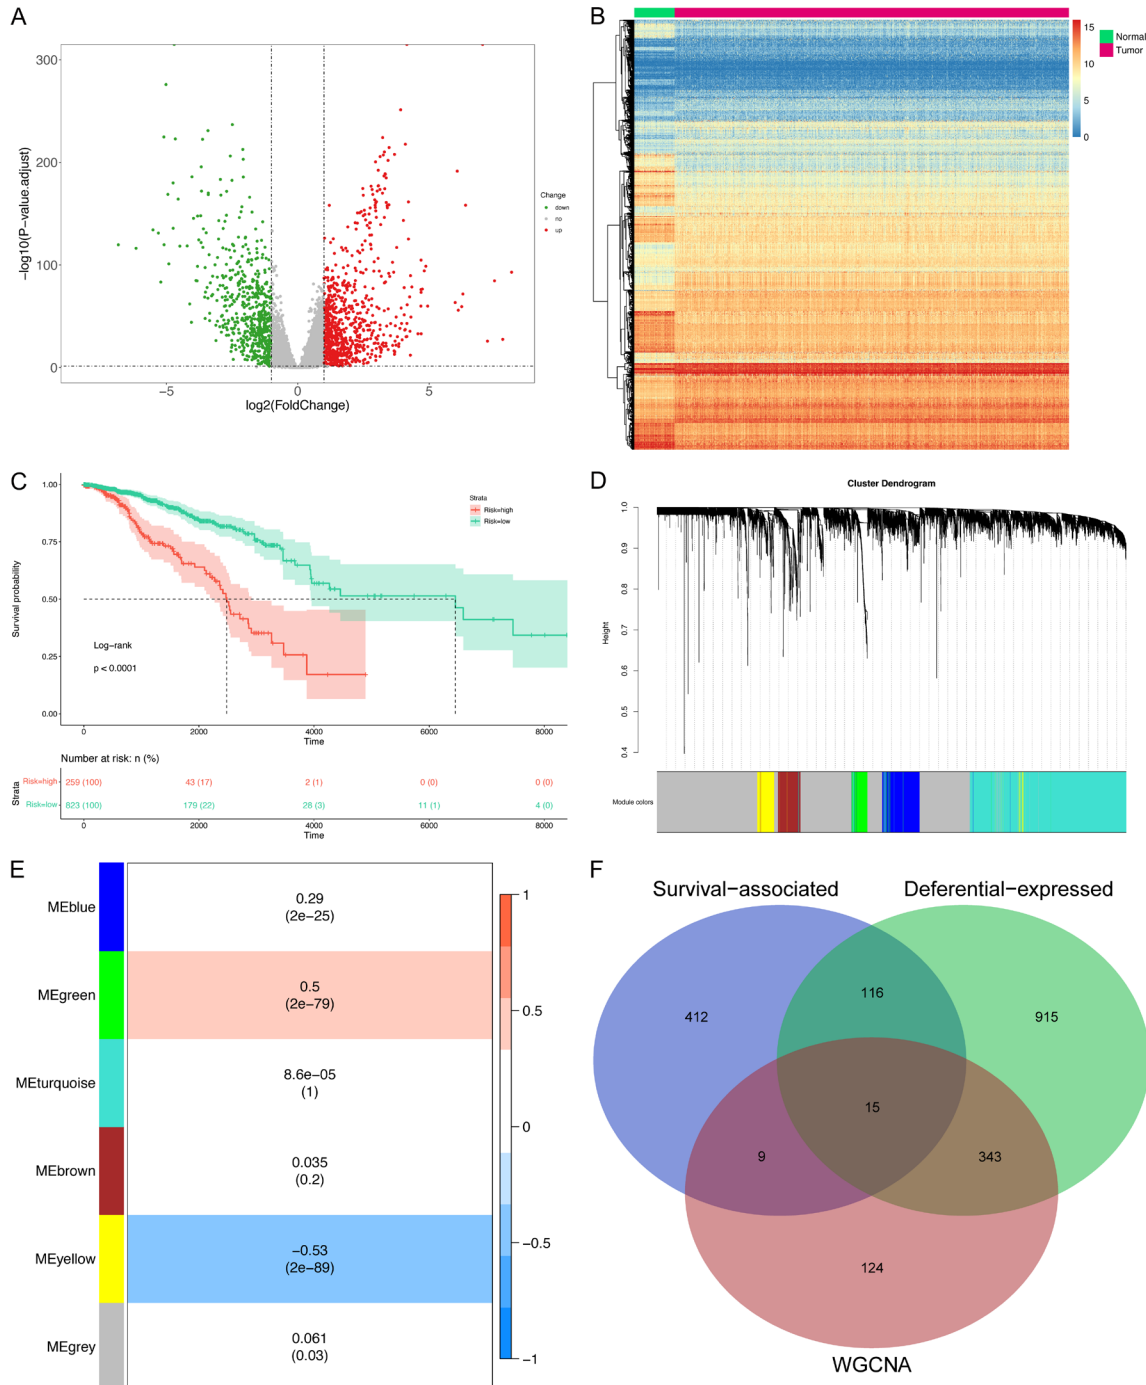 A
300
200
100
0
−log10(P−value.adjust)
−5
0
5
log2(FoldChange)
Change
down
no
up
B
15
10
5
0
Normal
Tumor
C
1.00
0.75
0.50
0.25
0.00
Survival probability
Strata
Risk=high
Risk=low
Log−rank
p < 0.0001
0
2000
4000
6000
8000
Time
Number at risk: n (%)
Strata
Risk=high 259 (100) 43 (17) 2 (1) 0 (0) 0 (0)
Risk=low 823 (100) 179 (22) 28 (3) 11 (1) 4 (0)
0
2000
4000
6000
8000
Time
D
Cluster Dendrogram
Height
1.0
0.9
0.8
0.7
0.6
0.5
0.4
Module colors
E
MEblue
0.29
(2e−25)
MEgreen
0.5
(2e−79)
MEturquoise
8.6e−05
(1)
MEbrown
0.035
(0.2)
MEyellow
−0.53
(2e−89)
MEgrey
0.061
(0.03)
1
0.5
0
−0.5
−1
F
Survival−associated
Deferential−expressed
412
116
915
15
9
343
124
WGCNA